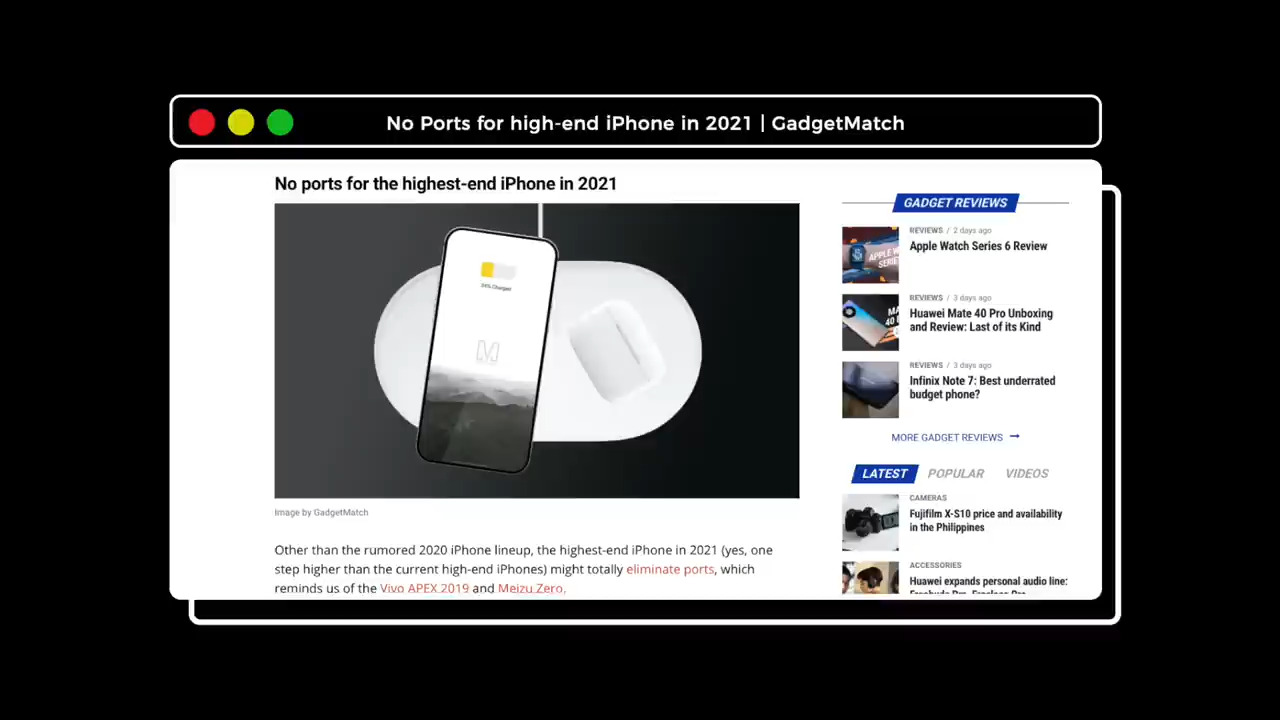 No Ports for high-end iPhone in 2021 | GadgetMatch
No ports for the highest-end iPhone in 2021
Image by GadgetMatch
Other than the rumored 2020 iPhone lineup, the highest-end iPhone in 2021 (yes, one
step higher than the current high-end iPhones) might totally eliminate ports, which
reminds us of the Vivo APEX 2019 and Meizu Zero.
GADGET REVIEWS
REVIEWS / 2 days ago
Apple Watch Series 6 Review
REVIEWS / 3 days ago
Huawei Mate 40 Pro Unboxing
and Review: Last of its Kind
REVIEWS / 3 days ago
Infinix Note 7: Best underrated
budget phone?
MORE GADGET REVIEWS →
LATEST POPULAR VIDEOS
CAMERAS
Fujifilm X-S10 price and availability
in the Philippines
ACCESSORIES
Huawei expands personal audio line: